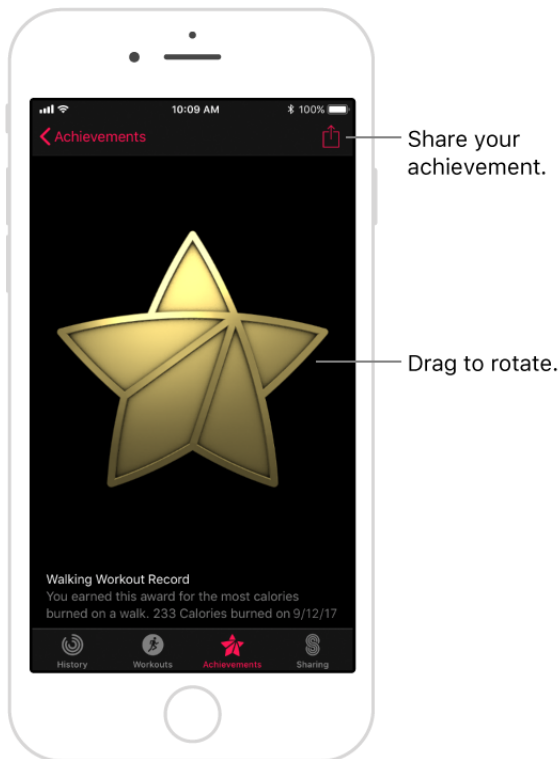 10:09 AM
100%
Achievements
Share your
achievement.
Drag to rotate.
Walking Workout Record
You earned this award for the most calories
burned on a walk. 233 Calories burned on 9/12/17
History
Workouts
Achievements
Sharing